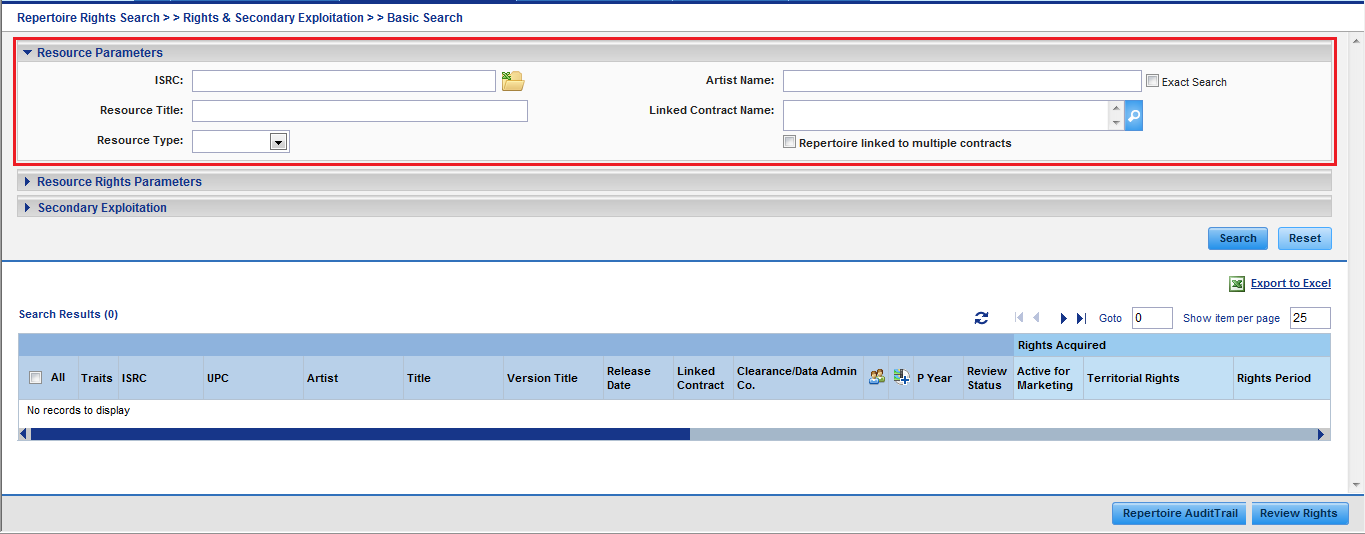 Repertoire Rights Search > > Rights & Secondary Exploitation > > Basic Search
Resource Parameters
ISRC:
Artist Name:
Exact Search
Resource Title:
Linked Contract Name:
Resource Type:
Repertoire linked to multiple contracts
Resource Rights Parameters
Secondary Exploitation
Search
Reset
Export to Excel
Search Results (0)
Goto
0
Show item per page
25
Rights Acquired
All
Traits
ISRC
UPC
Artist
Title
Version Title
Release
Date
Linked
Contract
Clearance/Data Admin
Co.
P Year
Review
Status
Active for
Marketing
Territorial Rights
Rights Period
No records to display
Repertoire AuditTrail
Review Rights